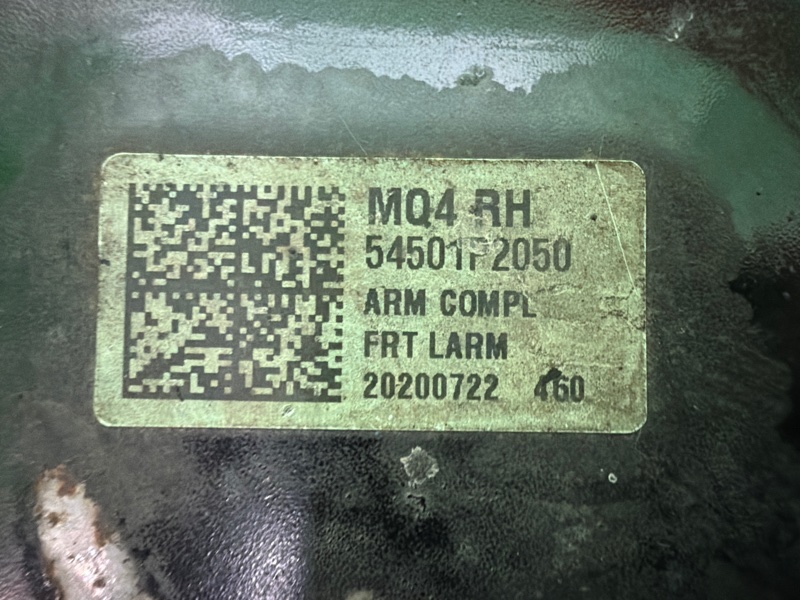 MQ4 RH
54501P2050
ARM COMPL
FRT LARM
20200722 460